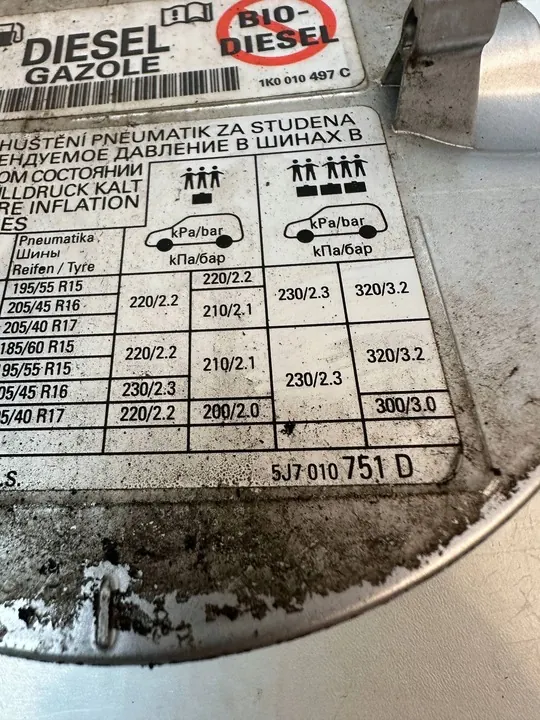 DIESEL
GAZOLE
BIO-
DIESEL
1K0 010 497 C
HUŠTĚNÍ PNEUMATIK ZA STUDENA
ЕНДУЕМОЕ ДАВЛЕНИЕ В ШИНАХ В
ОМ СОСТОЯНИИ
LLDRUCK KALT
RE INFLATION
ES
kPa/bar kPa/bar
кПа/бар кПа/бар
Pneumatika
Шины
Reifen / Tyre
195/55 R15 220/2.2 220/2.2 230/2.3 320/3.2
205/45 R16 210/2.1
205/40 R17
185/60 R15 220/2.2 210/2.1 230/2.3 320/3.2
195/55 R15
05/45 R16 230/2.3
05/40 R17 220/2.2 200/2.0 300/3.0
.S.
5J7 010 751 D